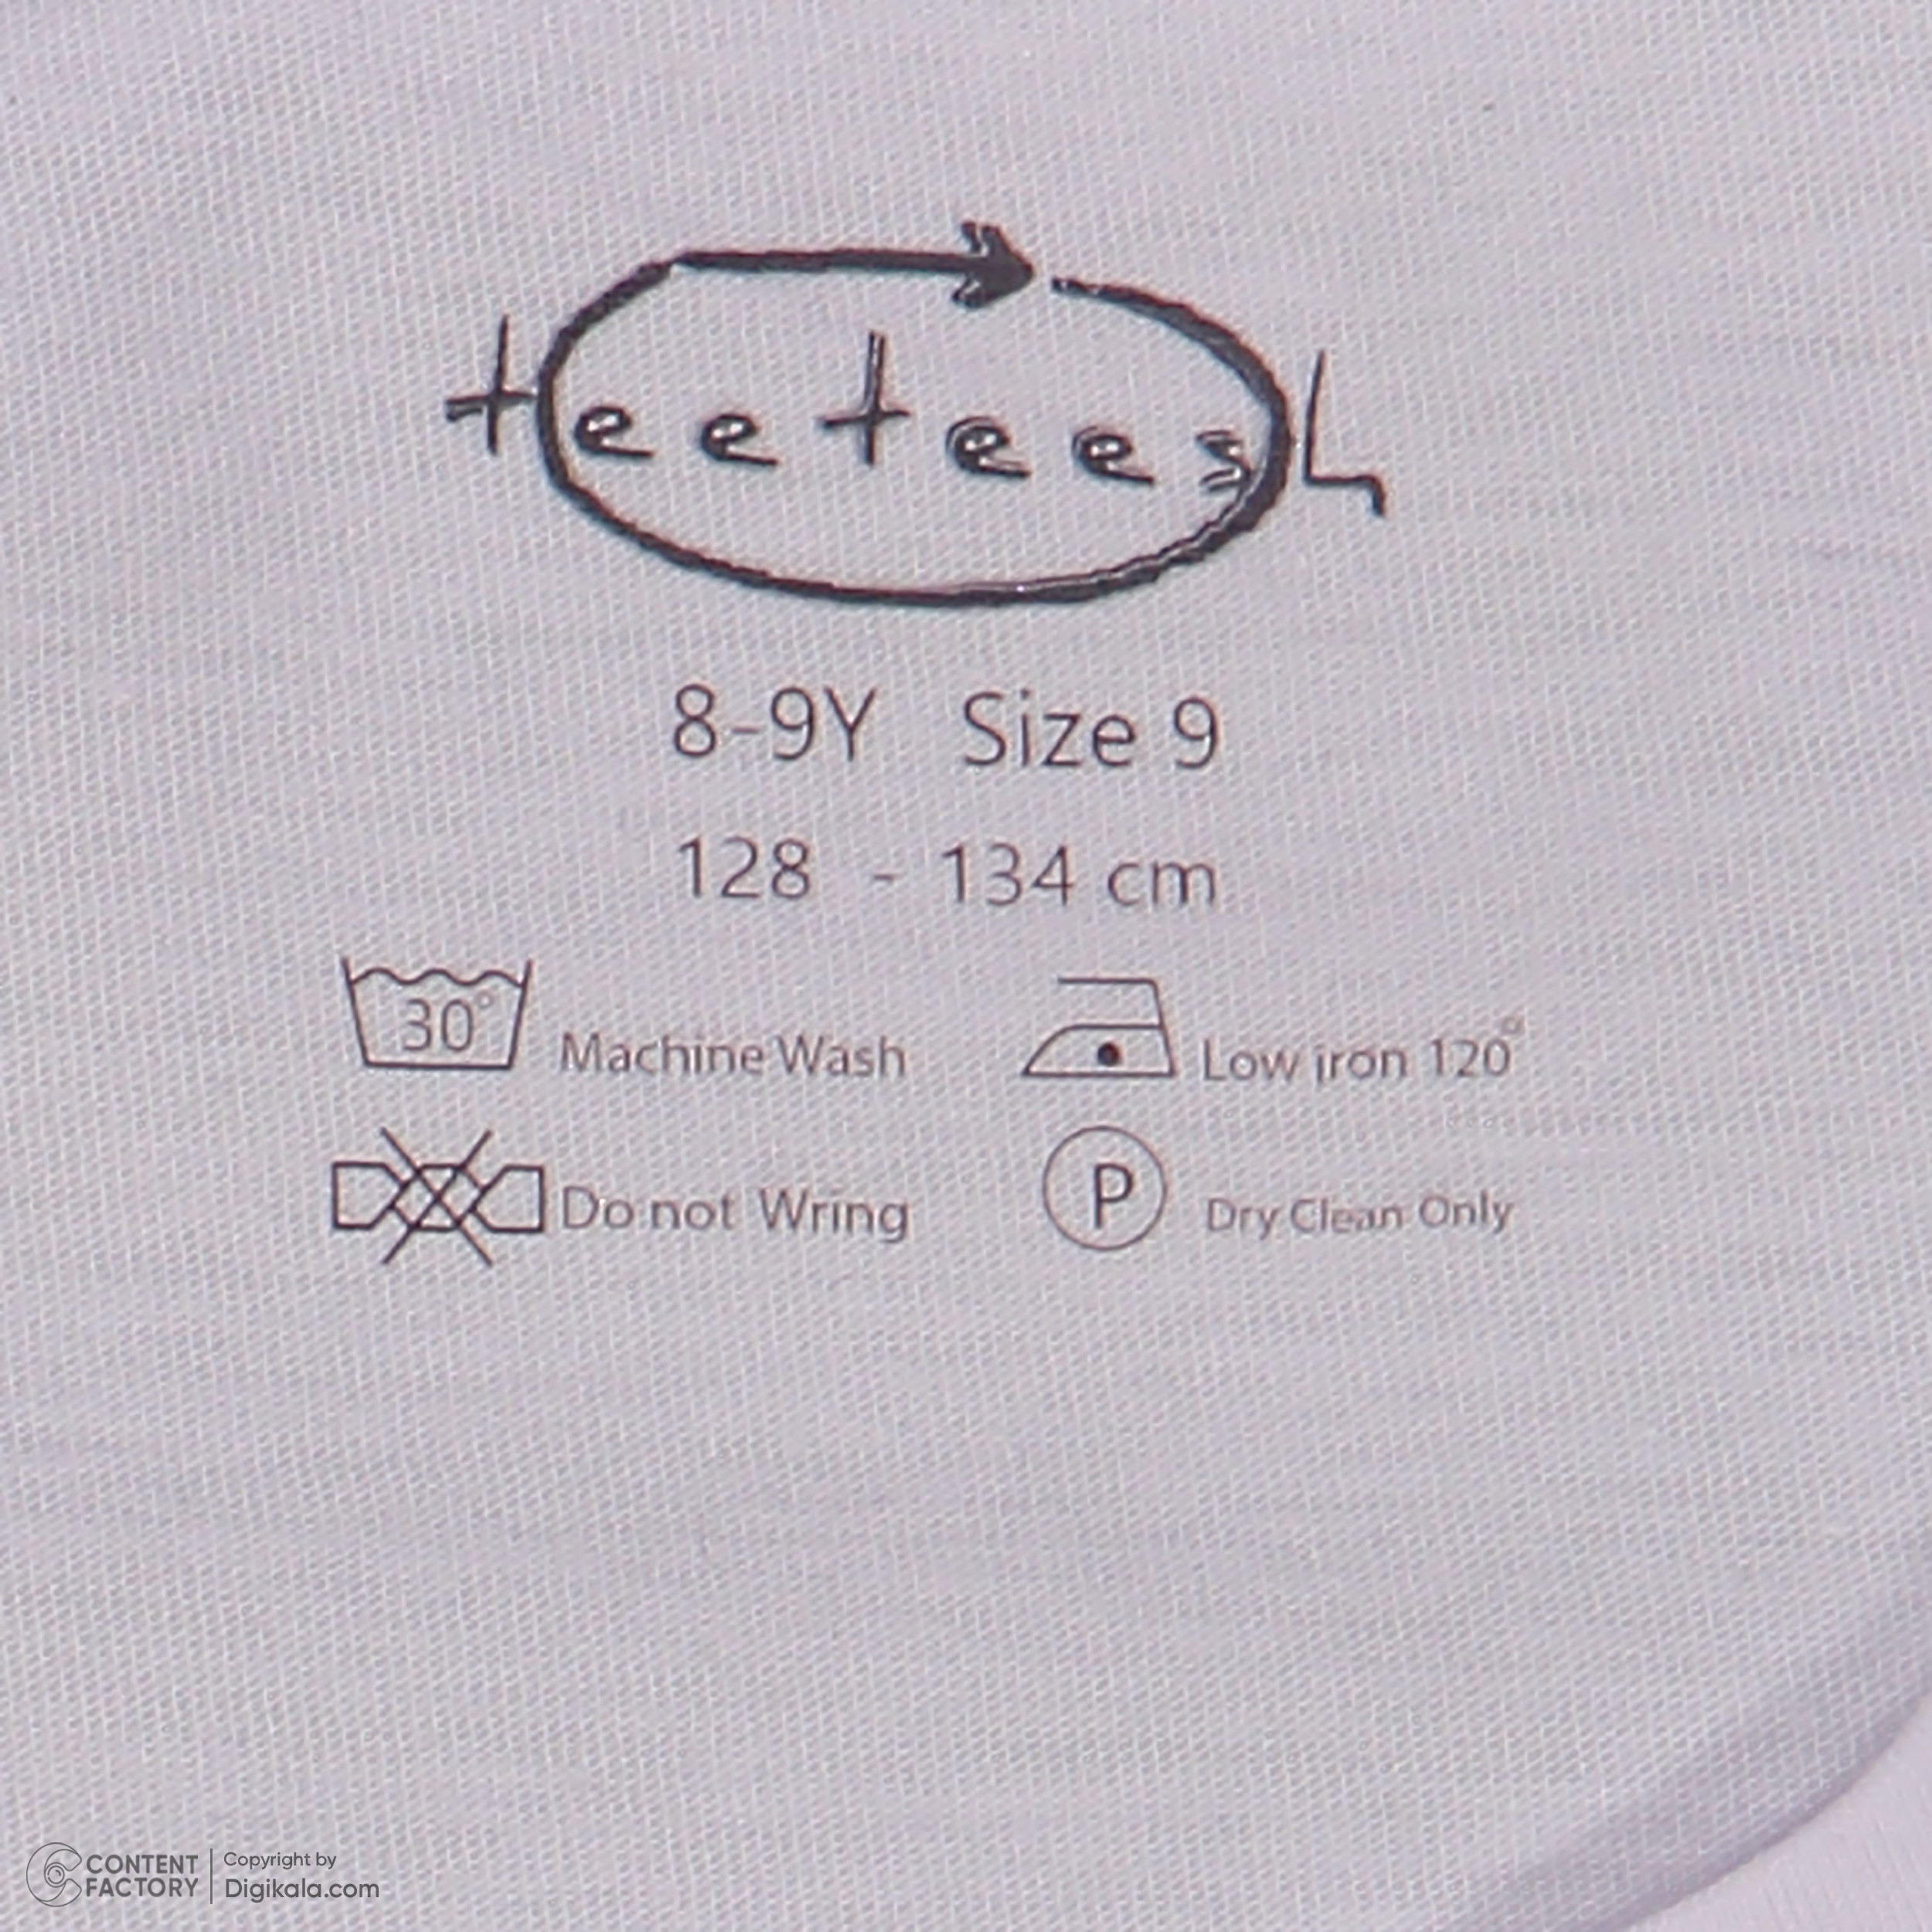 teetees
8-9Y Size 9
128 - 134 cm
30° Machine Wash
Low iron 120°
Do not Wring
P Dry Clean Only
CONTENT FACTORY
Copyright by
Digikala.com